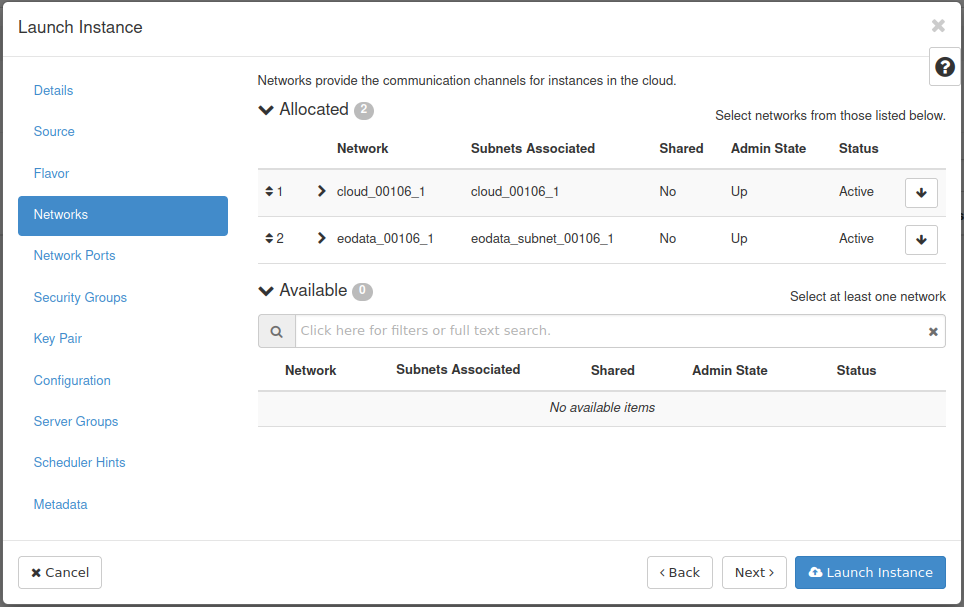 Launch Instance
Details
Source
Flavor
Networks
Network Ports
Security Groups
Key Pair
Configuration
Server Groups
Scheduler Hints
Metadata
Networks provide the communication channels for instances in the cloud.
Allocated 2
Select networks from those listed below.
Network Subnets Associated Shared Admin State Status
1 cloud_00106_1 cloud_00106_1 No Up Active
2 eodata_00106_1 eodata_subnet_00106_1 No Up Active
Available 0
Select at least one network
Click here for filters or full text search.
Network Subnets Associated Shared Admin State Status
No available items
Cancel
Back
Next
Launch Instance